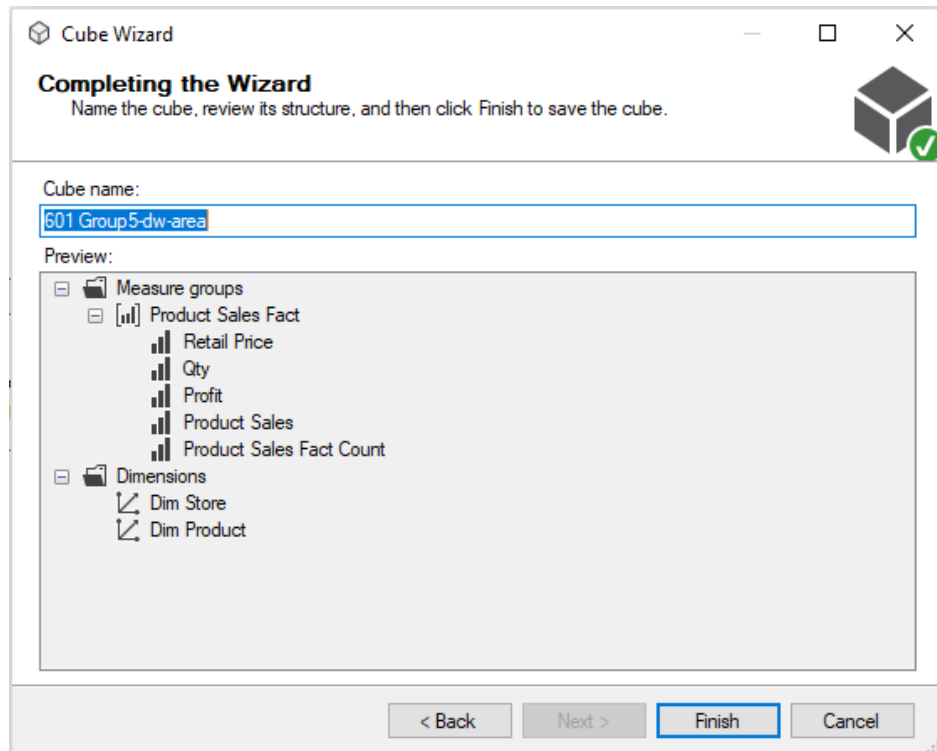 Cube Wizard
Completing the Wizard
Name the cube, review its structure, and then click Finish to save the cube.
Cube name:
601 Group5-dw-area
Preview:
Measure groups
Product Sales Fact
Retail Price
Qty
Profit
Product Sales
Product Sales Fact Count
Dimensions
Dim Store
Dim Product
< Back Next > Finish Cancel